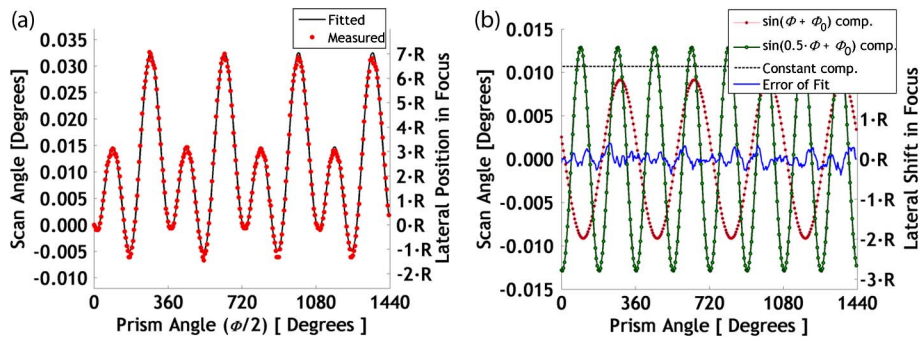 (a)
Fitted
Measured
Scan Angle [Degrees]
0.035
0.030
0.025
0.020
0.015
0.010
0.005
0.000
-0.005
-0.010
7·R
6·R
5·R
4·R
3·R
2·R
1·R
0·R
-1·R
-2·R
Lateral Position in Focus
0 360 720 1080 1440
Prism Angle (Φ/2) [ Degrees ]
(b)
sin(Φ + Φ0) comp.
sin(0.5·Φ + Φ0) comp.
Constant comp.
Error of Fit
Scan Angle [Degrees]
0.015
0.010
0.005
0.000
-0.005
-0.010
-0.015
1·R
0·R
-1·R
-2·R
-3·R
Lateral Shift in Focus
0 360 720 1080 1440
Prism Angle [ Degrees ]